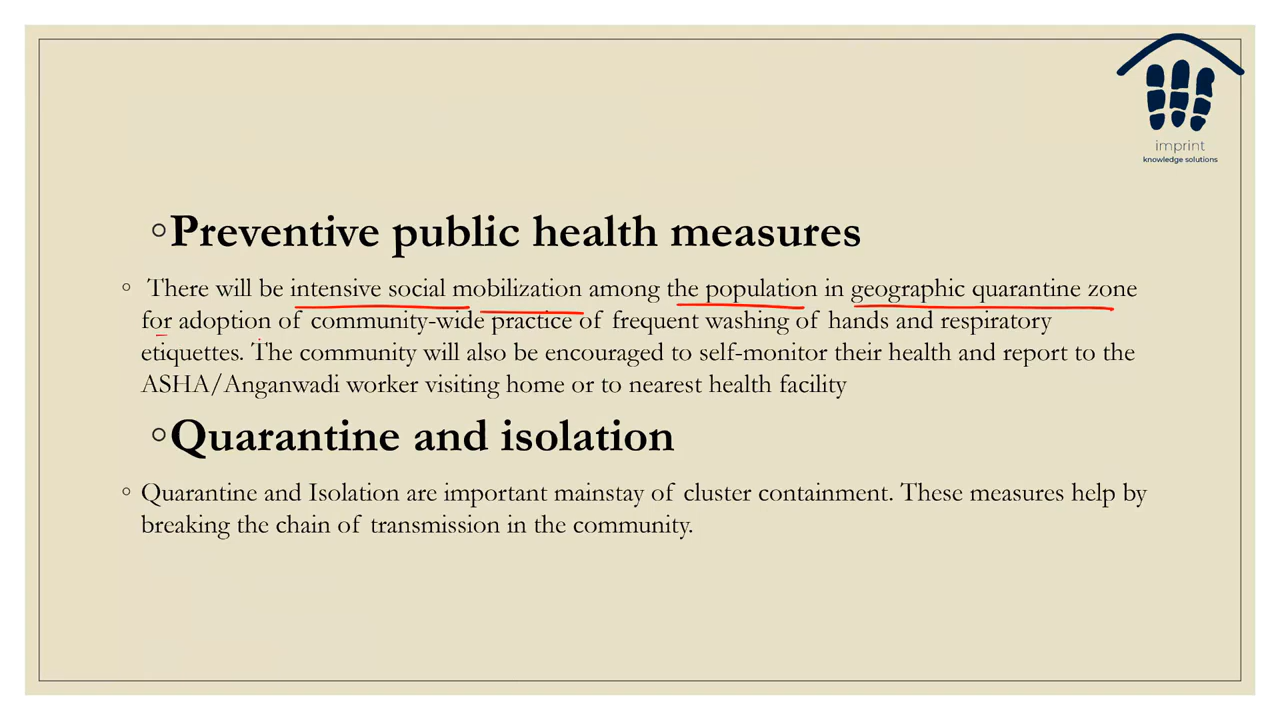 imprint
knowledge solutions
Preventive public health measures
There will be intensive social mobilization among the population in geographic quarantine zone
for adoption of community-wide practice of frequent washing of hands and respiratory
etiquettes. The community will also be encouraged to self-monitor their health and report to the
ASHA/Anganwadi worker visiting home or to nearest health facility
Quarantine and isolation
Quarantine and Isolation are important mainstay of cluster containment. These measures help by
breaking the chain of transmission in the community.